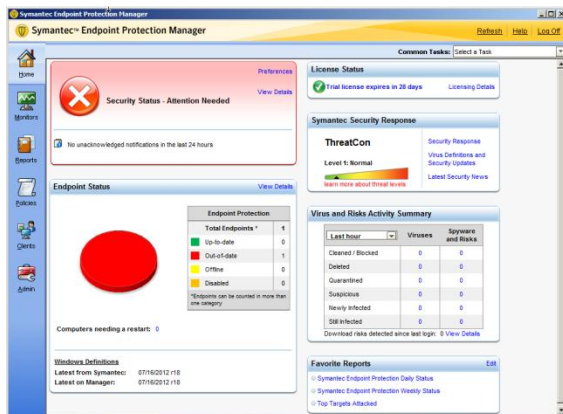 Symantec Endpoint Protection Manager
Symantec™ Endpoint Protection Manager
Refresh Help Log Off
Common Tasks: Select a Task
Home
Monitors
Reports
Policies
Clients
Admin
Preferences
Security Status - Attention Needed
View Details
No unacknowledged notifications in the last 24 hours
Endpoint Status
View Details
Endpoint Protection
Total Endpoints * 1
Up-to-date 0
Out-of-date 1
Offline 0
Disabled 0
*Endpoints can be counted in more than
one category
Computers needing a restart: 0
Windows Definitions
Latest from Symantec: 07/16/2012 r18
Latest on Manager: 07/16/2012 r18
License Status
Trial license expires in 28 days
Licensing Details
Symantec Security Response
ThreatCon
Level 1: Normal
learn more about threat levels
Security Response
Virus Definitions and
Security Updates
Latest Security News
Virus and Risks Activity Summary
Last hour Viruses Spyware
and Risks
Cleaned / Blocked 0 0
Deleted 0 0
Quarantined 0 0
Suspicious 0 0
Newly Infected 0 0
Still Infected 0 0
Download risks detected since last login: 0 View Details
Favorite Reports
Edit
Symantec Endpoint Protection Daily Status
Symantec Endpoint Protection Weekly Status
Top Targets Attacked